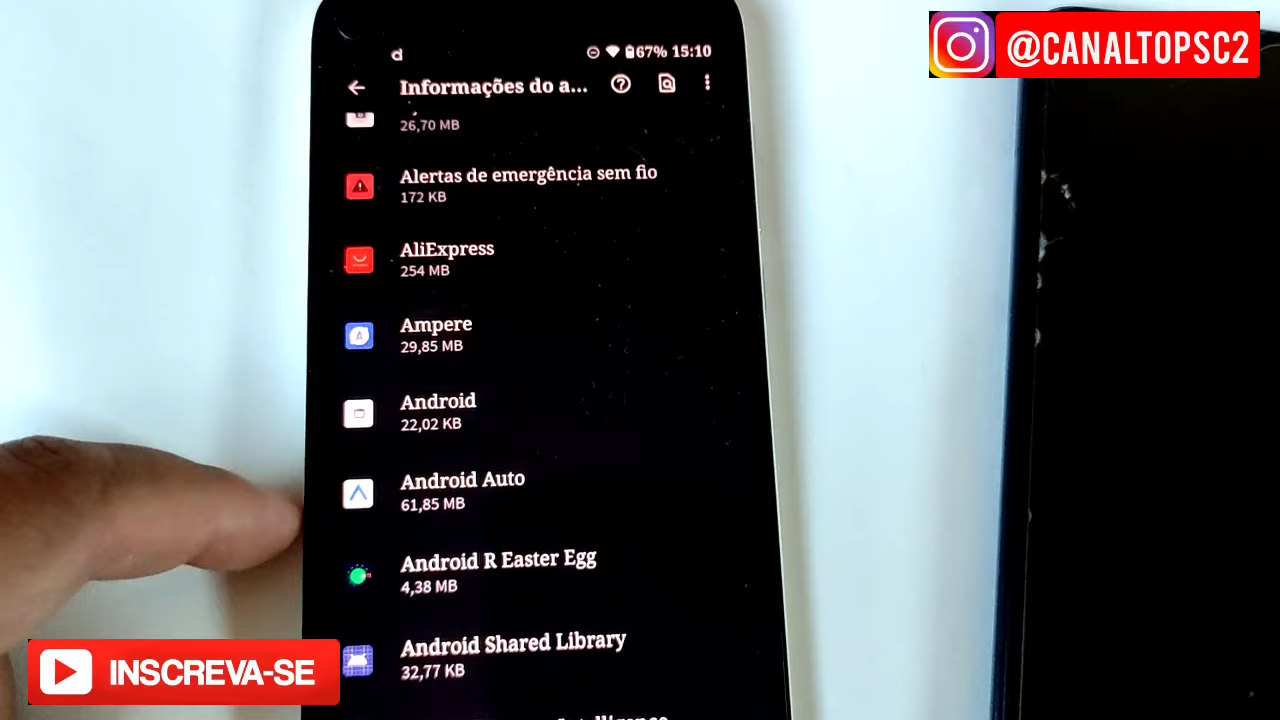 @CANALTOPSC2
67% 15:10
Informações do a...
26,70 MB
Alertas de emergência sem fio
172 KB
AliExpress
254 MB
Ampere
29,85 MB
Android
22,02 KB
Android Auto
61,85 MB
Android R Easter Egg
4,38 MB
Android Shared Library
32,77 KB
INSCREVA-SE